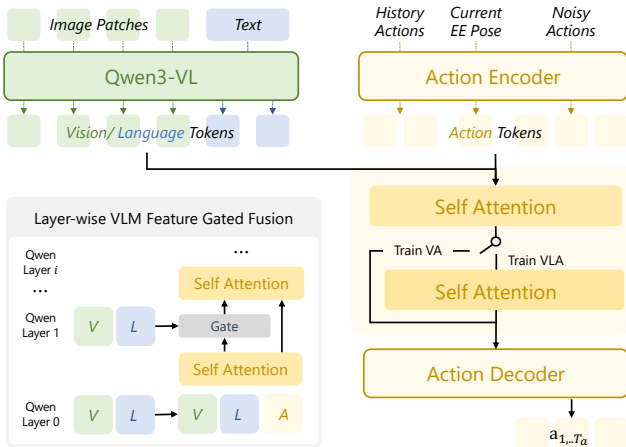 Image Patches
Text
Qwen3-VL
Vision/ Language Tokens
History
Actions
Current
EE Pose
Noisy
Actions
Action Encoder
Action Tokens
Self Attention
Train VA
Train VLA
Self Attention
Action Decoder
a1,..Ta
Layer-wise VLM Feature Gated Fusion
Qwen
Layer i
...
Self Attention
...
Qwen
Layer 1
V
L
Gate
Self Attention
Qwen
Layer 0
V
L
V
L
A